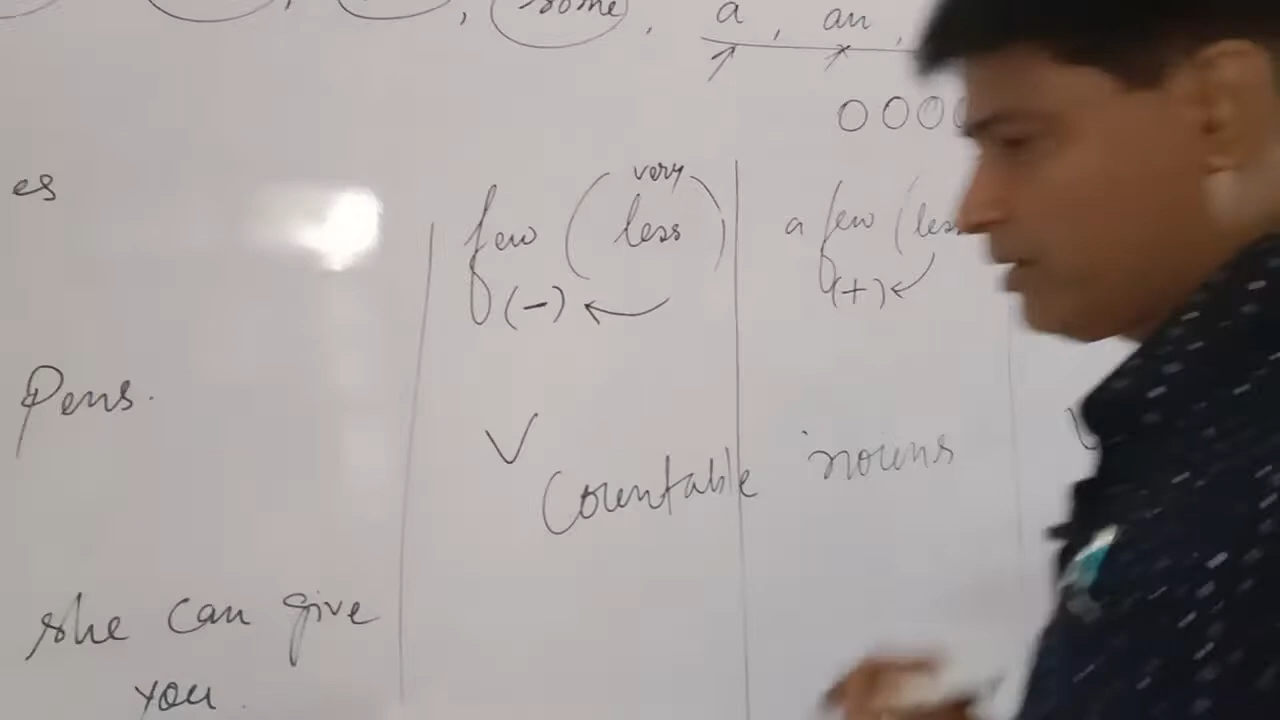 some, a, an,
0000
es
very
few (less) a few (less
(-) (+)
Pens.
V
Countable nouns
she can give
you.